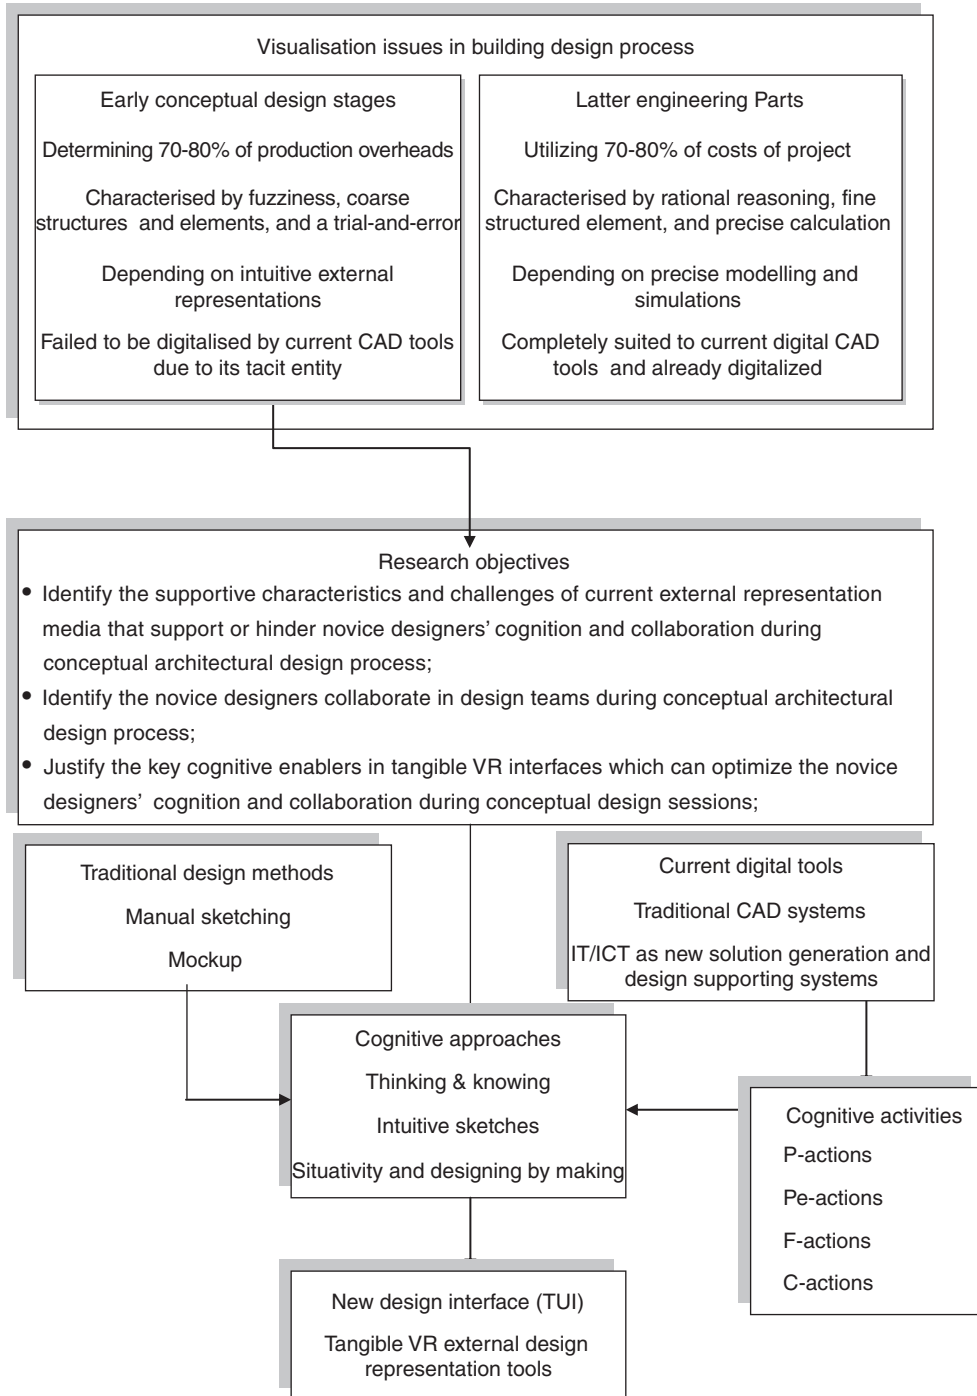 Visualisation issues in building design process
Early conceptual design stages
Determining 70-80% of production overheads
Characterised by fuzziness, coarse
structures and elements, and a trial-and-error
Depending on intuitive external
representations
Failed to be digitalised by current CAD tools
due to its tacit entity
Latter engineering Parts
Utilizing 70-80% of costs of project
Characterised by rational reasoning, fine
structured element, and precise calculation
Depending on precise modelling and
simulations
Completely suited to current digital CAD
tools and already digitalized
Research objectives
• Identify the supportive characteristics and challenges of current external representation
media that support or hinder novice designers’ cognition and collaboration during
conceptual architectural design process;
• Identify the novice designers collaborate in design teams during conceptual architectural
design process;
• Justify the key cognitive enablers in tangible VR interfaces which can optimize the novice
designers’ cognition and collaboration during conceptual design sessions;
Traditional design methods
Manual sketching
Mockup
Current digital tools
Traditional CAD systems
IT/ICT as new solution generation and
design supporting systems
Cognitive approaches
Thinking & knowing
Intuitive sketches
Situativity and designing by making
Cognitive activities
P-actions
Pe-actions
F-actions
C-actions
New design interface (TUI)
Tangible VR external design
representation tools